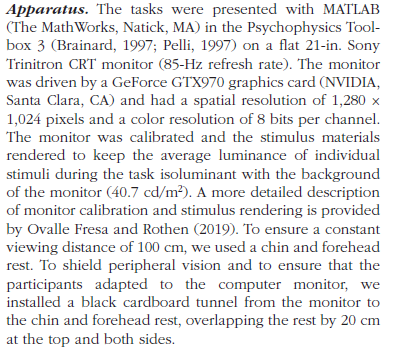 Apparatus. The tasks were presented with MATLAB
(The MathWorks, Natick, MA) in the Psychophysics Tool-
box 3 (Brainard, 1997; Pelli, 1997) on a flat 21-in. Sony
Trinitron CRT monitor (85-Hz refresh rate). The monitor
was driven by a GeForce GTX970 graphics card (NVIDIA,
Santa Clara, CA) and had a spatial resolution of 1,280 ×
1,024 pixels and a color resolution of 8 bits per channel.
The monitor was calibrated and the stimulus materials
rendered to keep the average luminance of individual
stimuli during the task isoluminant with the background
of the monitor (40.7 cd/m²). A more detailed description
of monitor calibration and stimulus rendering is provided
by Ovalle Fresa and Rothen (2019). To ensure a constant
viewing distance of 100 cm, we used a chin and forehead
rest. To shield peripheral vision and to ensure that the
participants adapted to the computer monitor, we
installed a black cardboard tunnel from the monitor to
the chin and forehead rest, overlapping the rest by 20 cm
at the top and both sides.